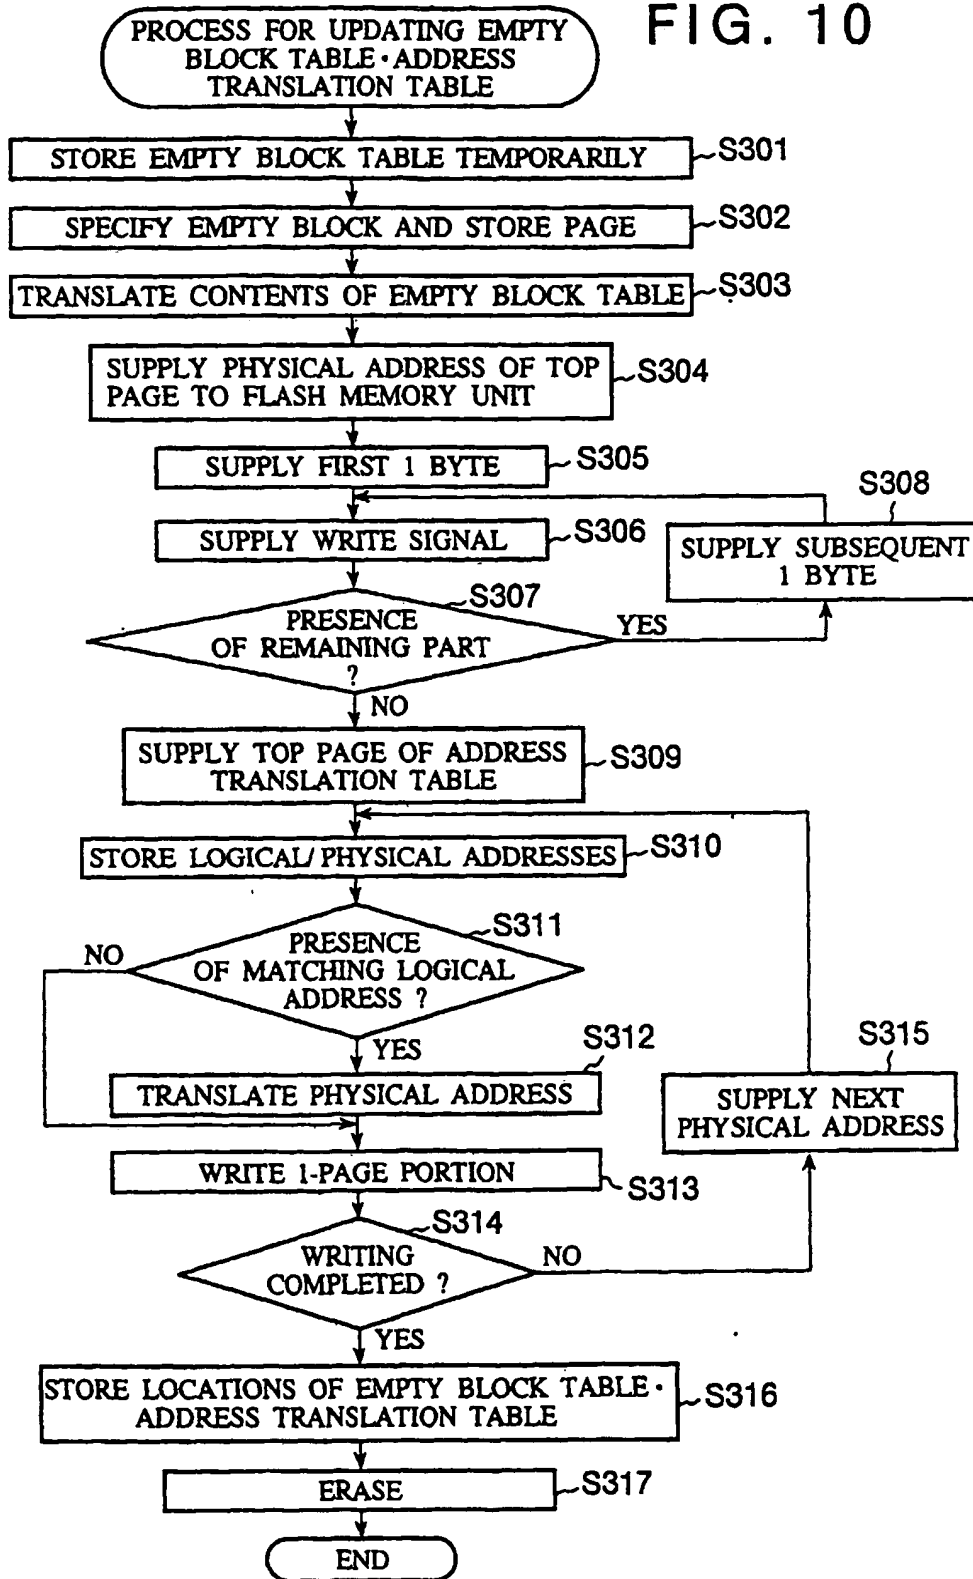 FIG. 10
PROCESS FOR UPDATING EMPTY
BLOCK TABLE・ADDRESS
TRANSLATION TABLE
STORE EMPTY BLOCK TABLE TEMPORARILY
S301
SPECIFY EMPTY BLOCK AND STORE PAGE
S302
TRANSLATE CONTENTS OF EMPTY BLOCK TABLE
S303
SUPPLY PHYSICAL ADDRESS OF TOP
PAGE TO FLASH MEMORY UNIT
S304
SUPPLY FIRST 1 BYTE
S305
SUPPLY WRITE SIGNAL
S306
S308
SUPPLY SUBSEQUENT
1 BYTE
S307
PRESENCE
OF REMAINING PART
?
YES
NO
SUPPLY TOP PAGE OF ADDRESS
TRANSLATION TABLE
S309
STORE LOGICAL/PHYSICAL ADDRESSES
S310
S311
PRESENCE
OF MATCHING LOGICAL
ADDRESS ?
NO
YES
S312
TRANSLATE PHYSICAL ADDRESS
S315
SUPPLY NEXT
PHYSICAL ADDRESS
WRITE 1-PAGE PORTION
S313
S314
WRITING
COMPLETED ?
NO
YES
STORE LOCATIONS OF EMPTY BLOCK TABLE・
ADDRESS TRANSLATION TABLE
S316
ERASE
S317
END